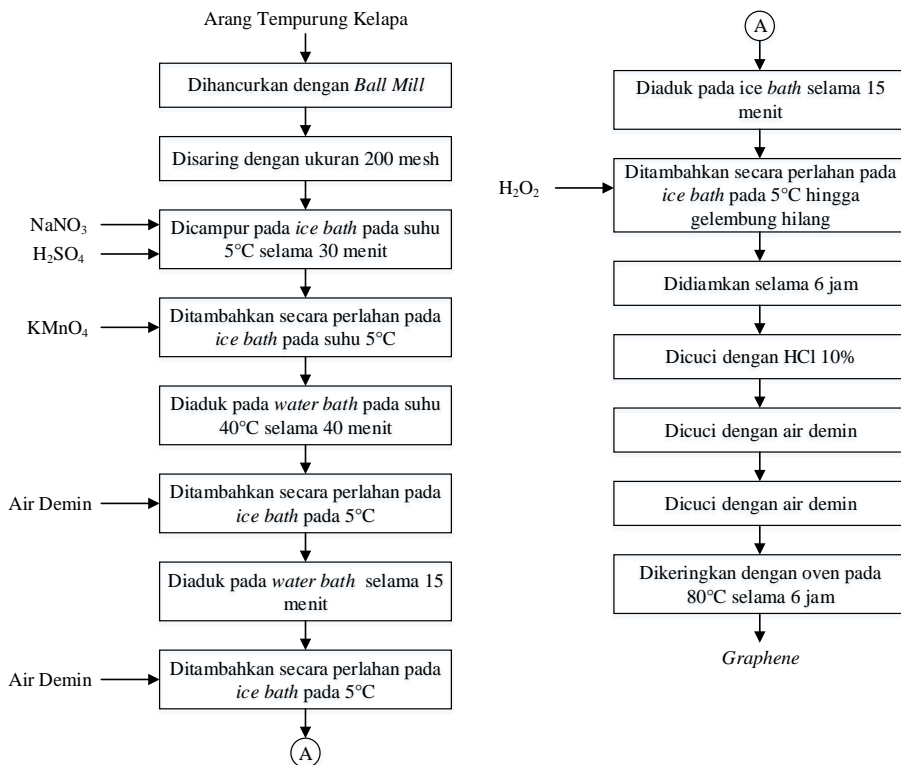 Arang Tempurung Kelapa
Dihancurkan dengan Ball Mill
Disaring dengan ukuran 200 mesh
NaNO₃
H₂SO₄
Dicampur pada ice bath pada suhu
5°C selama 30 menit
KMnO₄
Ditambahkan secara perlahan pada
ice bath pada suhu 5°C
Diaduk pada water bath pada suhu
40°C selama 40 menit
Air Demin
Ditambahkan secara perlahan pada
ice bath pada 5°C
Diaduk pada water bath selama 15
menit
Air Demin
Ditambahkan secara perlahan pada
ice bath pada 5°C
A
A
Diaduk pada ice bath selama 15
menit
H₂O₂
Ditambahkan secara perlahan pada
ice bath pada 5°C hingga
gelembung hilang
Didiamkan selama 6 jam
Dicuci dengan HCl 10%
Dicuci dengan air demin
Dicuci dengan air demin
Dikeringkan dengan oven pada
80°C selama 6 jam
Graphene